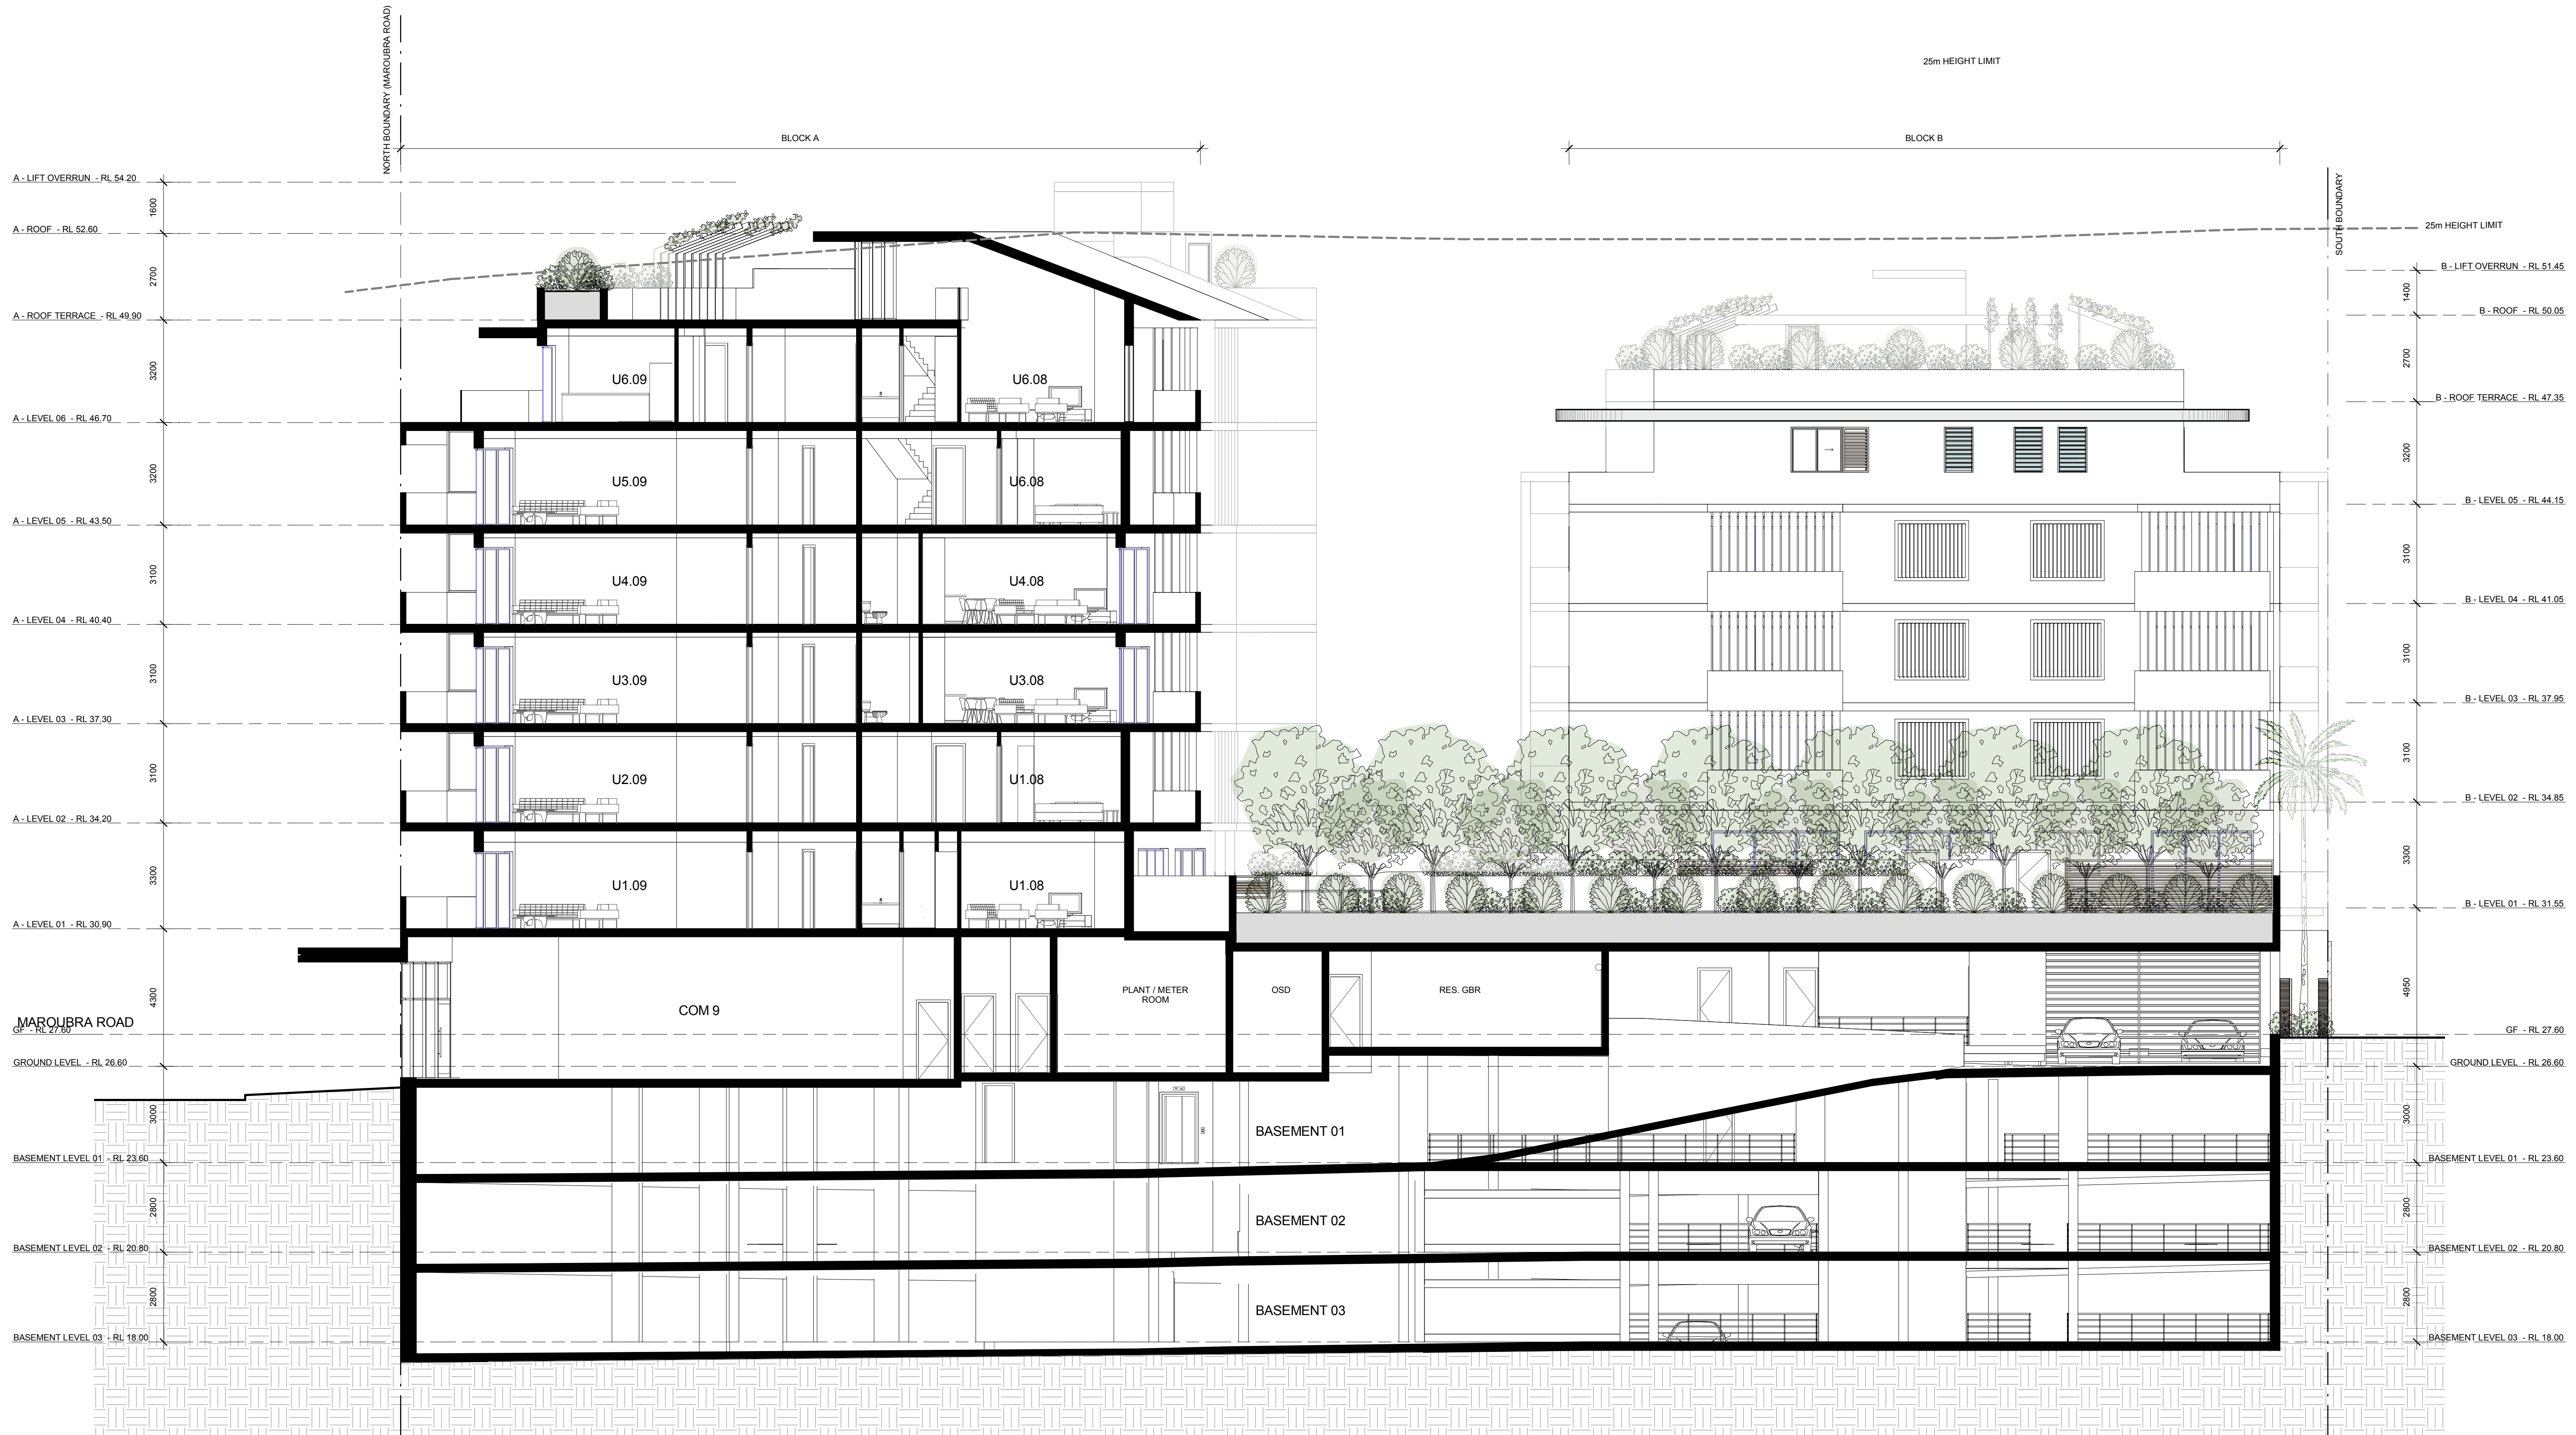 25m HEIGHT LIMIT
NORTH BOUNDARY (MAROUBRA ROAD)
BLOCK A
BLOCK B
SOUTH BOUNDARY
25m HEIGHT LIMIT
A - LIFT OVERRUN - RL 54.20
1600
A - ROOF - RL 52.60
2700
A - ROOF TERRACE - RL 49.90
3200
A - LEVEL 06 - RL 46.70
3200
A - LEVEL 05 - RL 43.50
3100
A - LEVEL 04 - RL 40.40
3100
A - LEVEL 03 - RL 37.30
3100
A - LEVEL 02 - RL 34.20
3300
A - LEVEL 01 - RL 30.90
4300
MAROUBRA ROAD
GF - RL 27.60
GROUND LEVEL - RL 26.60
3000
BASEMENT LEVEL 01 - RL 23.60
2800
BASEMENT LEVEL 02 - RL 20.80
2800
BASEMENT LEVEL 03 - RL 18.00
U6.09
U6.08
U5.09
U6.08
U4.09
U4.08
U3.09
U3.08
U2.09
U1.08
U1.09
U1.08
COM 9
PLANT / METER
ROOM
OSD
RES. GBR
BASEMENT 01
BASEMENT 02
BASEMENT 03
B - LIFT OVERRUN - RL 51.45
1400
B - ROOF - RL 50.05
2700
B - ROOF TERRACE - RL 47.35
3200
B - LEVEL 05 - RL 44.15
3100
B - LEVEL 04 - RL 41.05
3100
B - LEVEL 03 - RL 37.95
3100
B - LEVEL 02 - RL 34.85
3300
B - LEVEL 01 - RL 31.55
4950
GF - RL 27.60
GROUND LEVEL - RL 26.60
3000
BASEMENT LEVEL 01 - RL 23.60
2800
BASEMENT LEVEL 02 - RL 20.80
2800
BASEMENT LEVEL 03 - RL 18.00